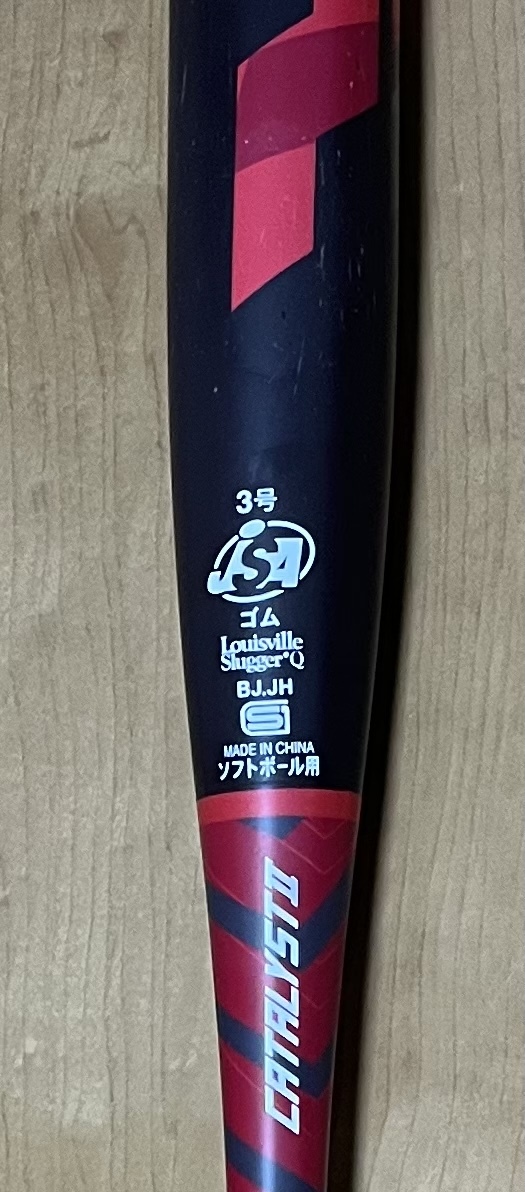 3号
JSA
ゴム
Louisville
Slugger®Q
BJ.JH
S
MADE IN CHINA
ソフトボール用
CATALYST II